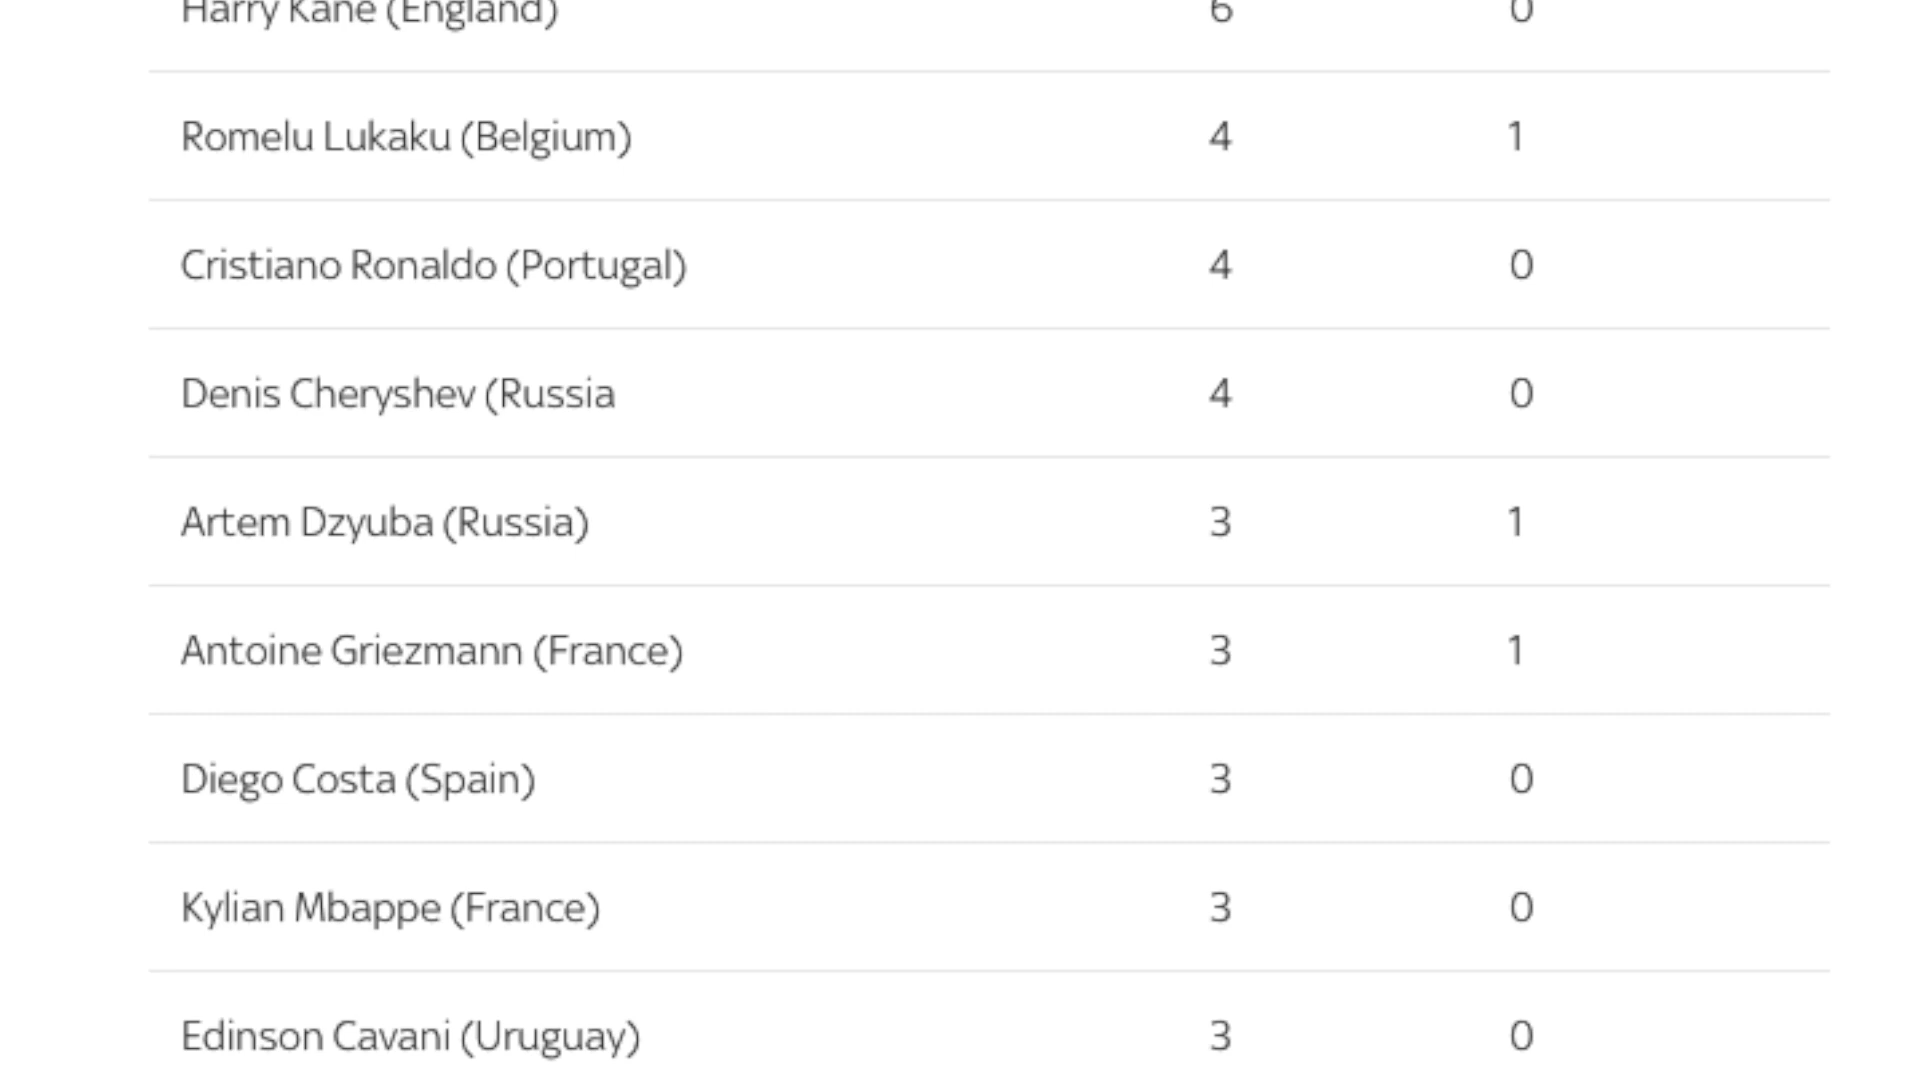 Harry Kane (England) 6 0
Romelu Lukaku (Belgium) 4 1
Cristiano Ronaldo (Portugal) 4 0
Denis Cheryshev (Russia 4 0
Artem Dzyuba (Russia) 3 1
Antoine Griezmann (France) 3 1
Diego Costa (Spain) 3 0
Kylian Mbappe (France) 3 0
Edinson Cavani (Uruguay) 3 0